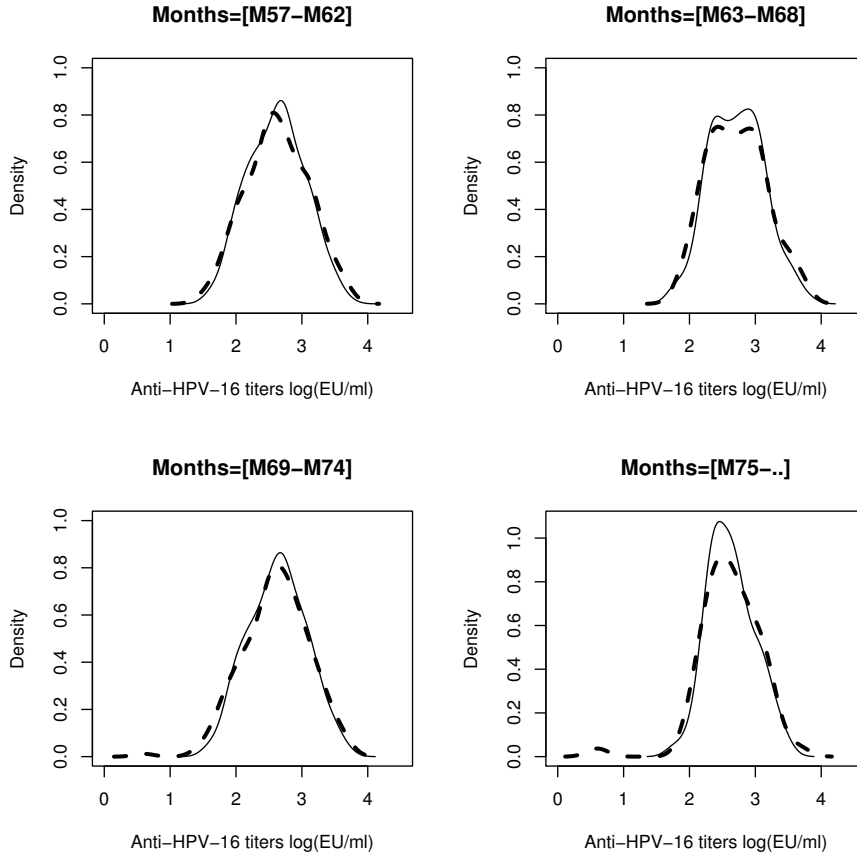 Months=[M57−M62]
Density
0.0 0.2 0.4 0.6 0.8 1.0
0 1 2 3 4
Anti−HPV−16 titers log(EU/ml)
Months=[M63−M68]
Density
0.0 0.2 0.4 0.6 0.8 1.0
0 1 2 3 4
Anti−HPV−16 titers log(EU/ml)
Months=[M69−M74]
Density
0.0 0.2 0.4 0.6 0.8 1.0
0 1 2 3 4
Anti−HPV−16 titers log(EU/ml)
Months=[M75−..]
Density
0.0 0.2 0.4 0.6 0.8 1.0
0 1 2 3 4
Anti−HPV−16 titers log(EU/ml)